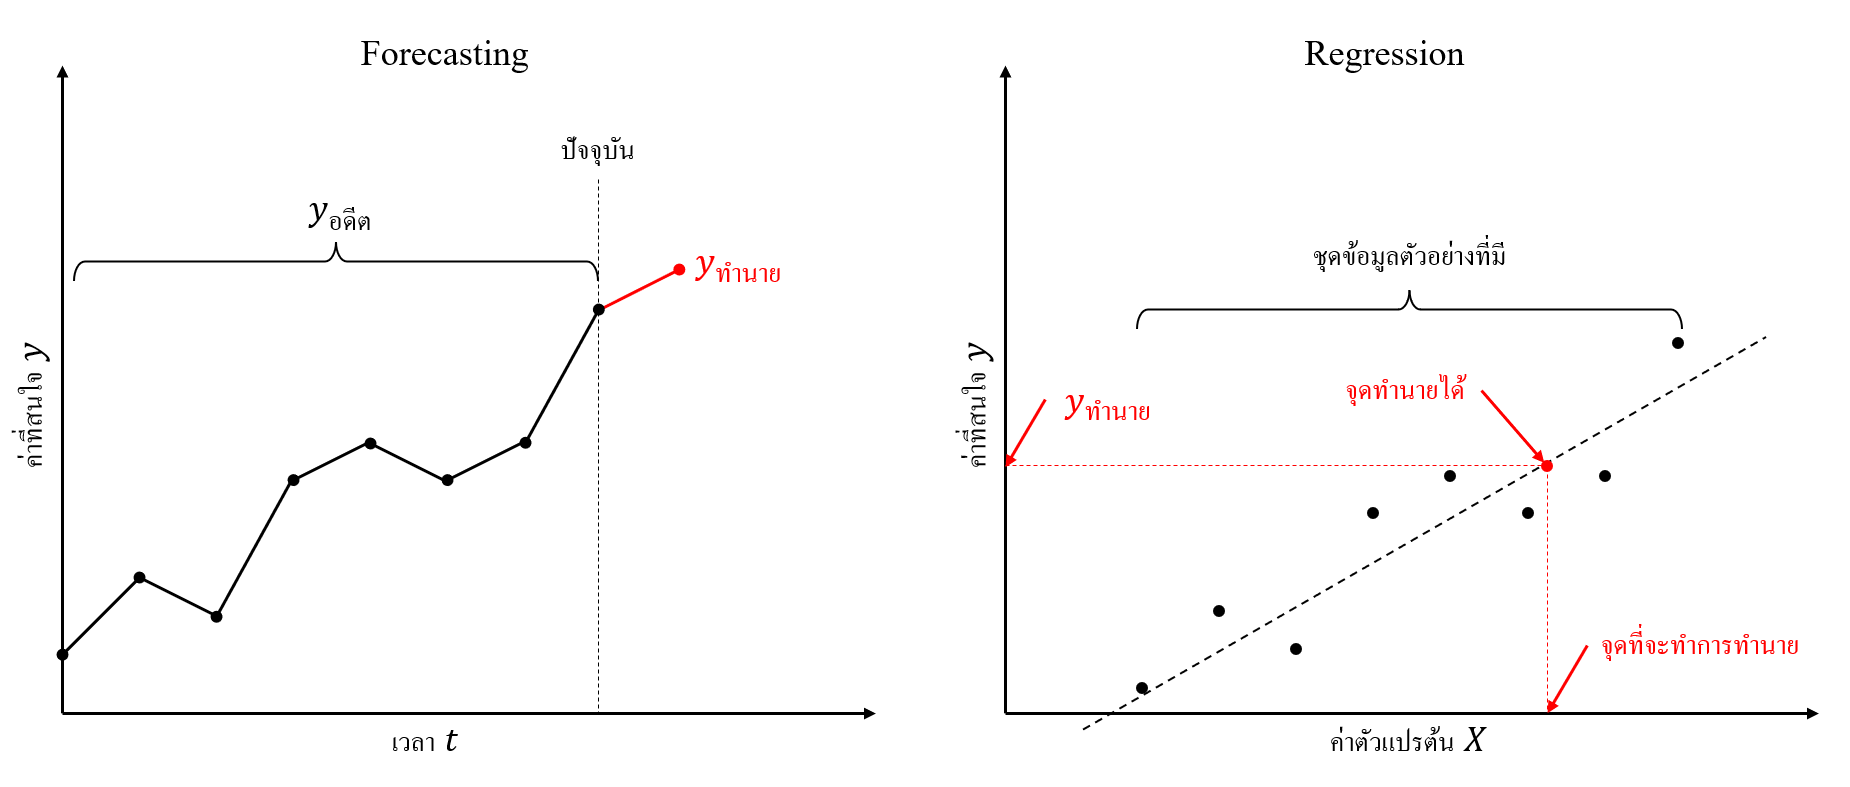 Forecasting
ปัจจุบัน
yอดีต
yทำนาย
ค่าที่สนใจ y
เวลา t
Regression
ชุดข้อมูลตัวอย่างที่มี
จุดทำนายได้
yทำนาย
ค่าที่สนใจ y
จุดที่จะทำการทำนาย
ค่าตัวแปรต้น X